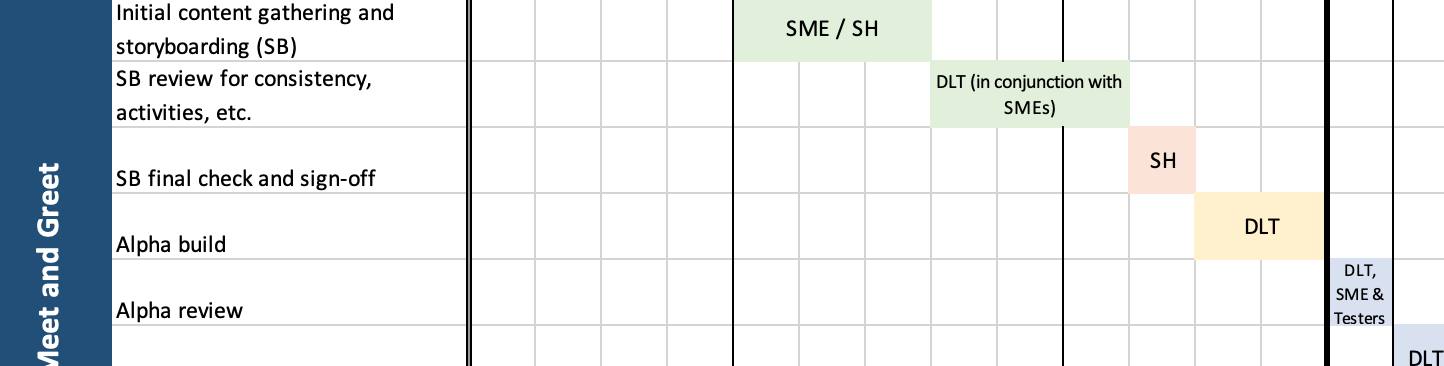 Initial content gathering and
storyboarding (SB)
SME / SH
SB review for consistency,
activities, etc.
DLT (in conjunction with
SMEs)
SB final check and sign-off
SH
Alpha build
DLT
Alpha review
DLT,
SME &
Testers
DLT
Meet and Greet